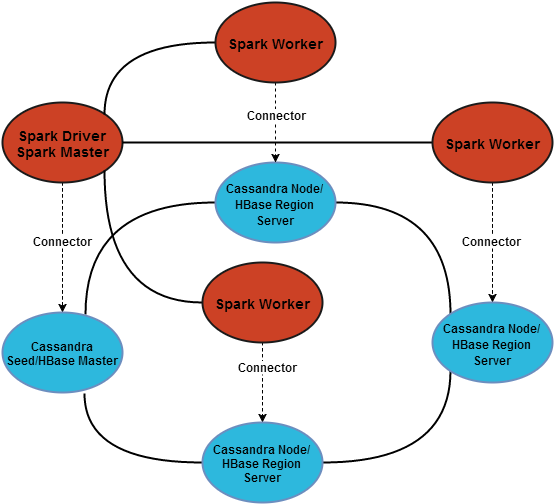 Spark Worker
Connector
Spark Driver
Spark Master
Spark Worker
Cassandra Node/
HBase Region
Server
Connector
Connector
Spark Worker
Cassandra
Seed/HBase Master
Cassandra Node/
HBase Region
Server
Connector
Cassandra Node/
HBase Region
Server